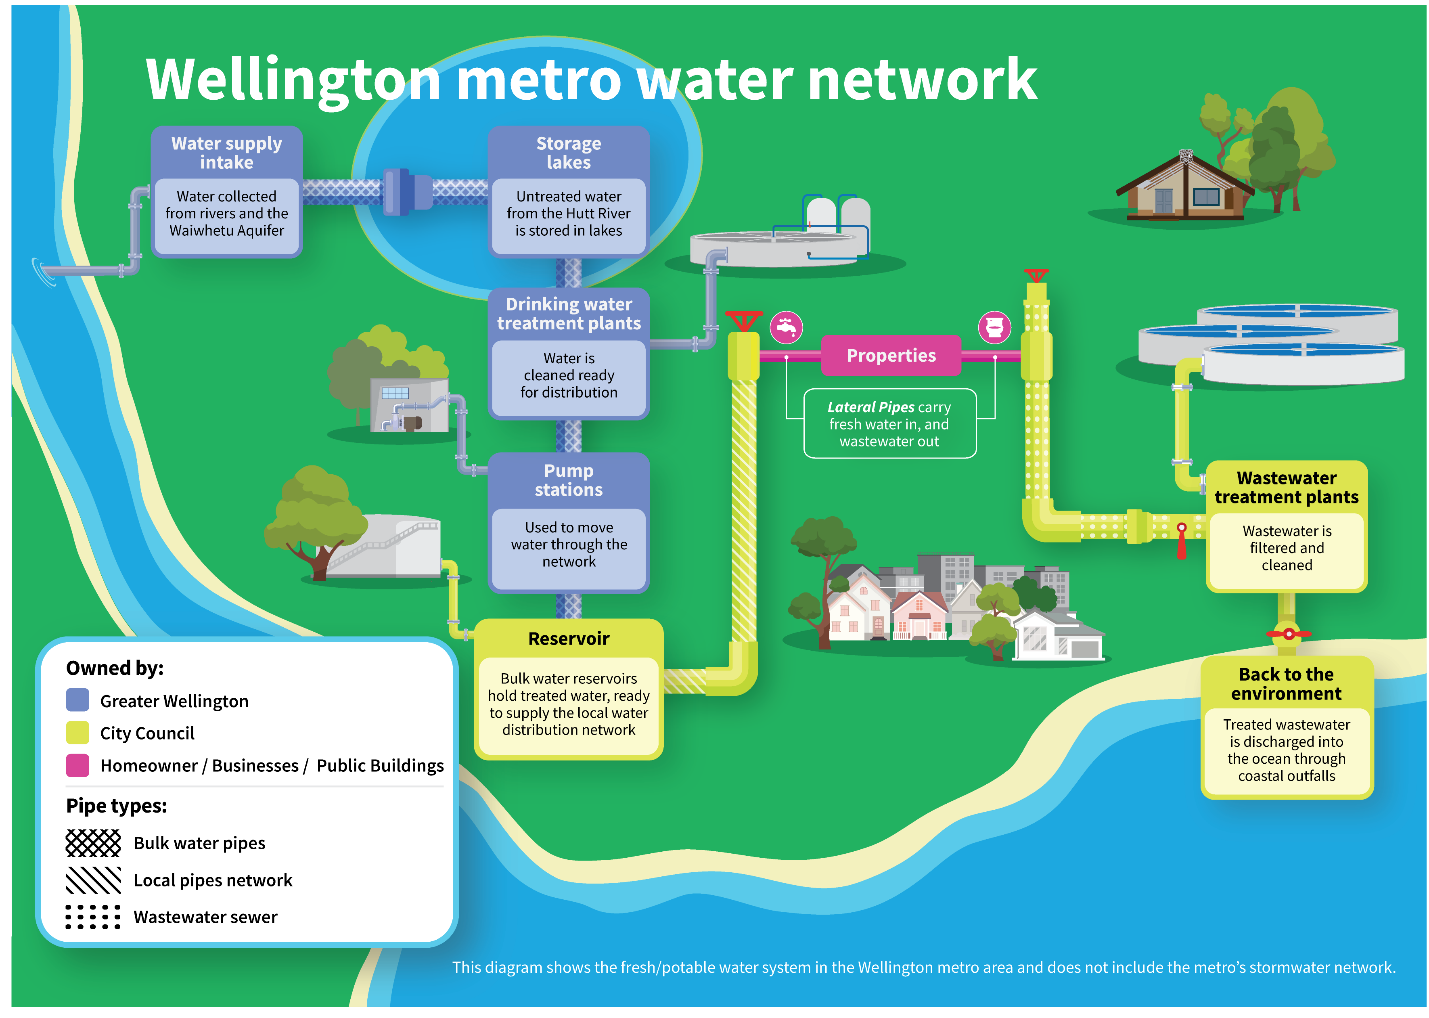 Wellington metro water network
Water supply
intake
Water collected
from rivers and the
Waiwhetu Aquifer
Storage
lakes
Untreated water
from the Hutt River
is stored in lakes
Drinking water
treatment plants
Water is
cleaned ready
for distribution
Pump
stations
Used to move
water through the
network
Reservoir
Bulk water reservoirs
hold treated water, ready
to supply the local water
distribution network
Properties
Lateral Pipes carry
fresh water in, and
wastewater out
Wastewater
treatment plants
Wastewater is
filtered and
cleaned
Back to the
environment
Treated wastewater
is discharged into
the ocean through
coastal outfalls
Owned by:
Greater Wellington
City Council
Homeowner / Businesses / Public Buildings
Pipe types:
Bulk water pipes
Local pipes network
Wastewater sewer
This diagram shows the fresh/potable water system in the Wellington metro area and does not include the metro's stormwater network.